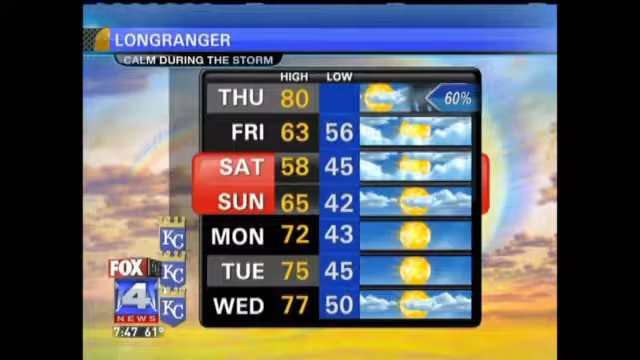 LONGRANGER
CALM DURING THE STORM
HIGH LOW
THU 80 60%
FRI 63 56
SAT 58 45
SUN 65 42
MON 72 43
TUE 75 45
WED 77 50
KC
KC
KC
FOX
4
NEWS
7:47 61°